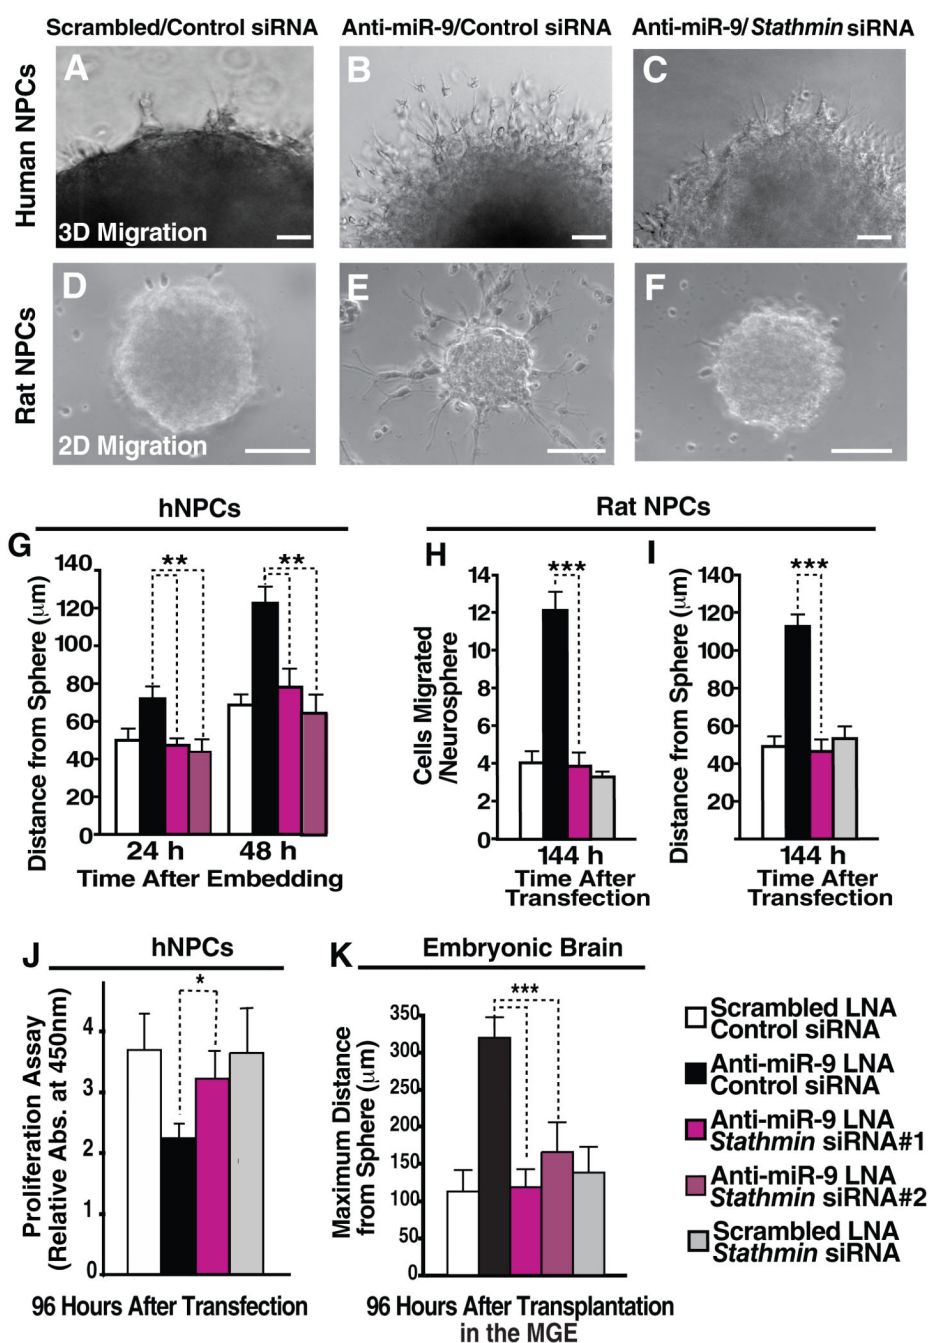 Scrambled/Control siRNA
Anti-miR-9/Control siRNA
Anti-miR-9/Stathmin siRNA
Human NPCs
A
3D Migration
B
C
Rat NPCs
D
2D Migration
E
F
hNPCs
G
Distance from Sphere (μm)
140
120
100
80
60
40
20
0
**
**
24 h
48 h
Time After Embedding
Rat NPCs
H
Cells Migrated
/Neurosphere
14
12
10
8
6
4
2
0
***
144 h
Time After
Transfection
I
Distance from Sphere (μm)
140
120
100
80
60
40
20
***
144 h
Time After
Transfection
hNPCs
J
Proliferation Assay
(Relative Abs. at 450nm)
4
3
2
1
0
*
96 Hours After Transfection
Embryonic Brain
K
Maximum Distance
from Sphere (μm)
350
300
250
200
150
100
50
0
***
96 Hours After Transplantation
in the MGE
Scrambled LNA
Control siRNA
Anti-miR-9 LNA
Control siRNA
Anti-miR-9 LNA
Stathmin siRNA#1
Anti-miR-9 LNA
Stathmin siRNA#2
Scrambled LNA
Stathmin siRNA